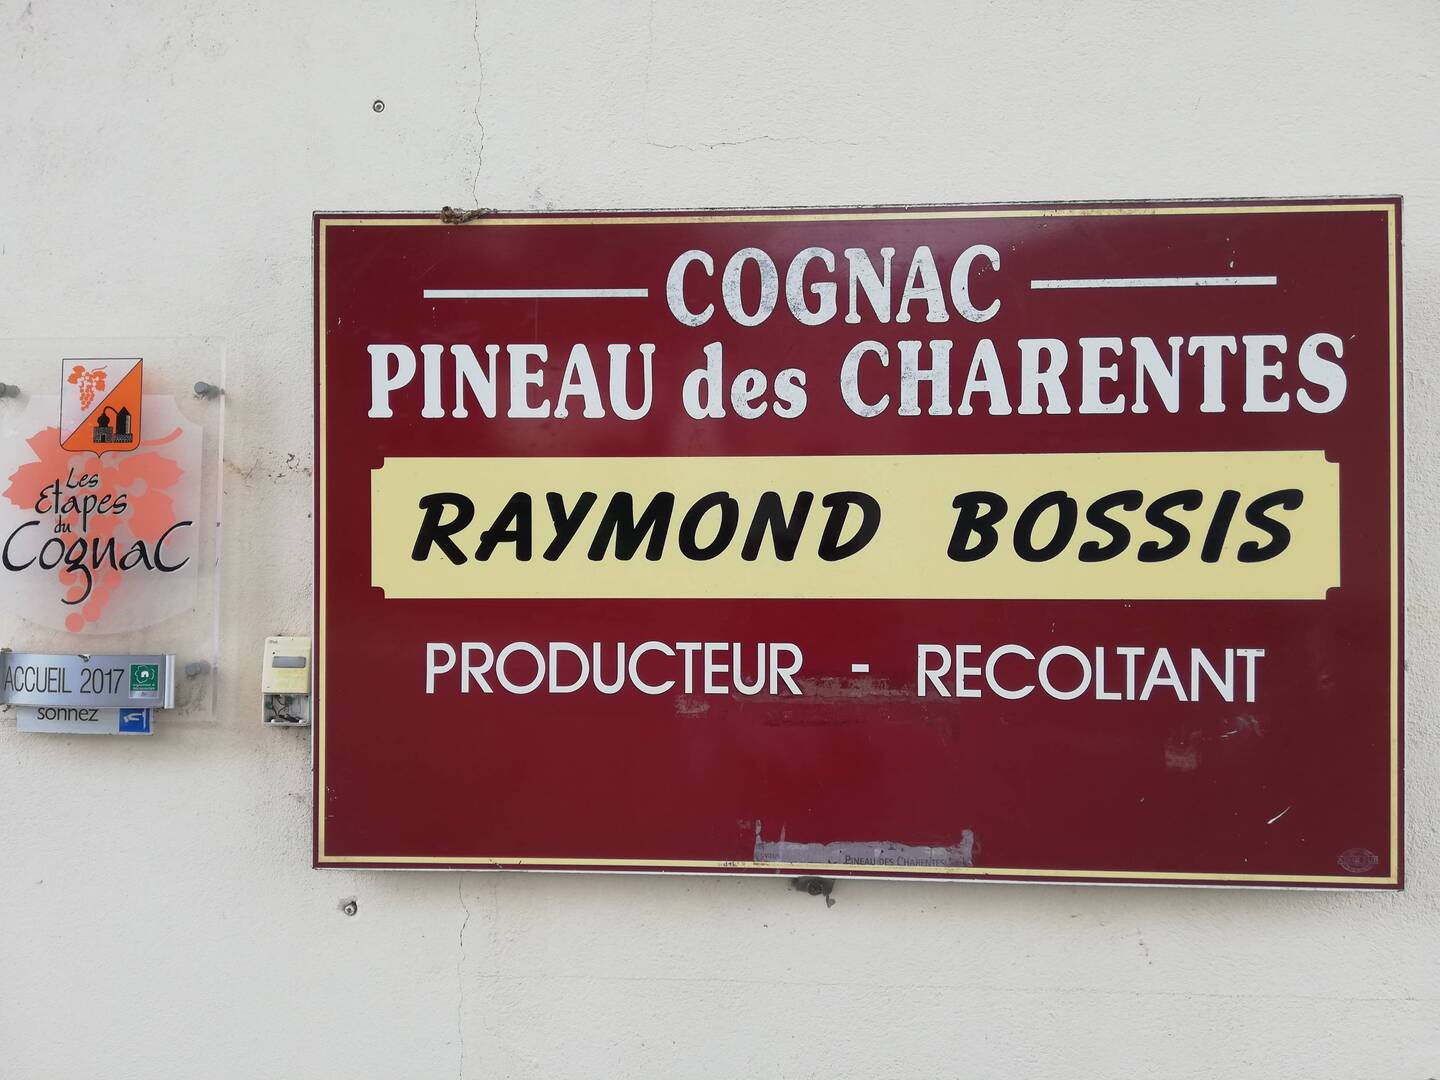 COGNAC
PINEAU des CHARENTES
RAYMOND BOSSIS
PRODUCTEUR - RECOLTANT
PINEAU DES CHARENTES
Les
Etapes
du
Cognac
ACCUEIL 2017
sonnez